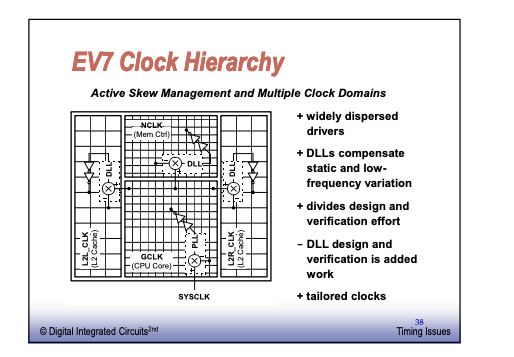 EV7 Clock Hierarchy
Active Skew Management and Multiple Clock Domains
NCLK
(Mem Ctrl)
DLL
DLL
DLL
L2L_CLK
(L2 Cache)
GCLK
(CPU Core)
PLL
L2R_CLK
(L2 Cache)
SYSCLK
+ widely dispersed
drivers
+ DLLs compensate
static and low-
frequency variation
+ divides design and
verification effort
– DLL design and
verification is added
work
+ tailored clocks
© Digital Integrated Circuits2nd
38
Timing Issues